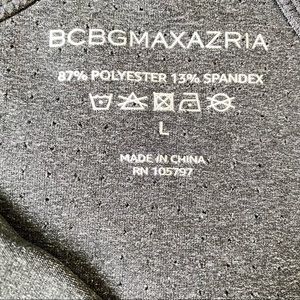 BCBGMAXAZRIA
87% POLYESTER 13% SPANDEX
L
MADE IN CHINA
RN 105797